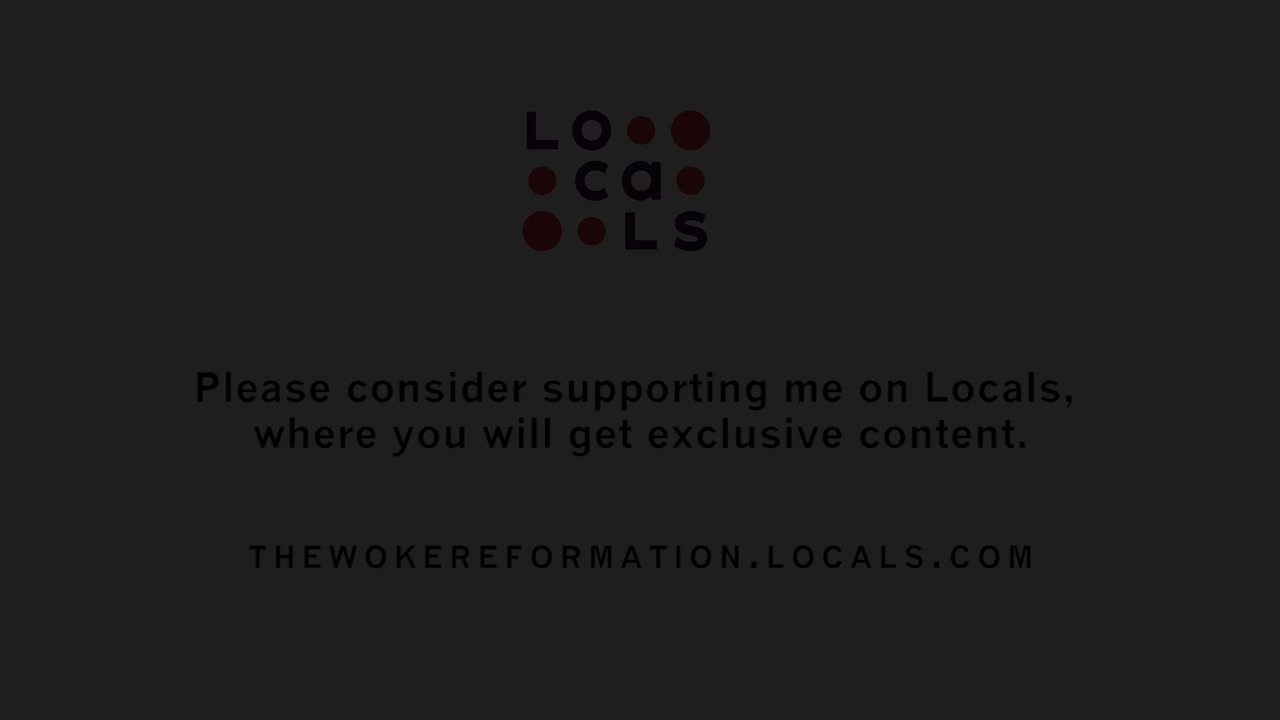 LO
ca
LS
Please consider supporting me on Locals,
where you will get exclusive content.
THEWOKEREFORMATION.LOCALS.COM